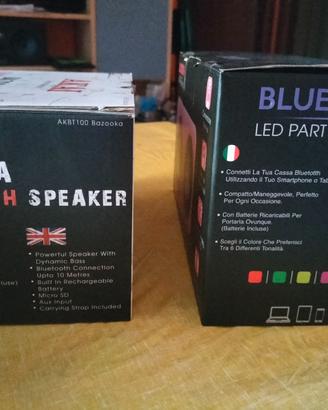 AKAI
AKBT100 Bazooka
A
H SPEAKER
• Powerful Speaker With
Dynamic Bass
• Bluetooth Connection
Upto 10 Metres
• Built In Rechargeable
Battery
• Micro SD
• Aux Input
• Carrying Strap Included
use)
BLUE
LED PART
• Connetti La Tua Cassa Bluetotth
Utilizzando Il Tuo Smartphone o Tab
• Compatto/Maneggevole, Perfetto
Per Ogni Occasione.
• Con Batterie Ricaricabili Per
Portarla Ovunque.
(Batterie Incluse)
• Scegli il Colore Che Preferisci
Tra 6 Differenti Tonalità.